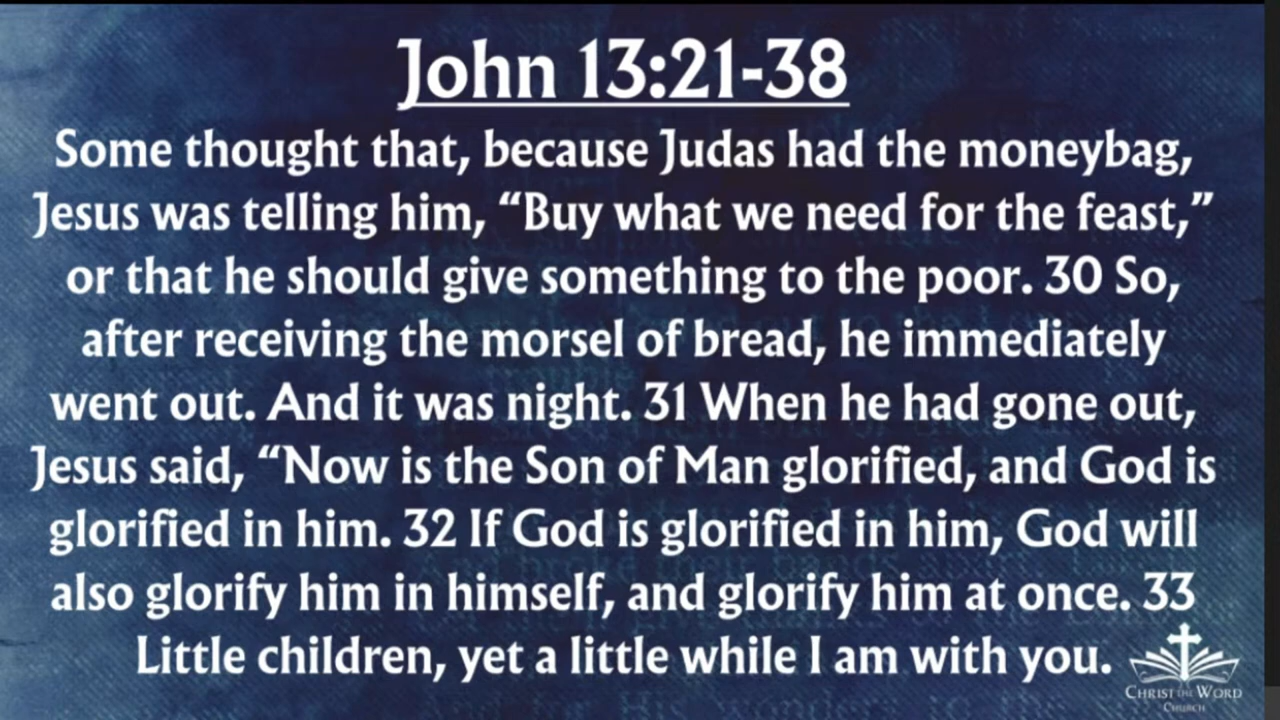 John 13:21-38
Some thought that, because Judas had the moneybag,
Jesus was telling him, “Buy what we need for the feast,”
or that he should give something to the poor. 30 So,
after receiving the morsel of bread, he immediately
went out. And it was night. 31 When he had gone out,
Jesus said, “Now is the Son of Man glorified, and God is
glorified in him. 32 If God is glorified in him, God will
also glorify him in himself, and glorify him at once. 33
Little children, yet a little while I am with you.
CHRIST THE WORD
CHURCH